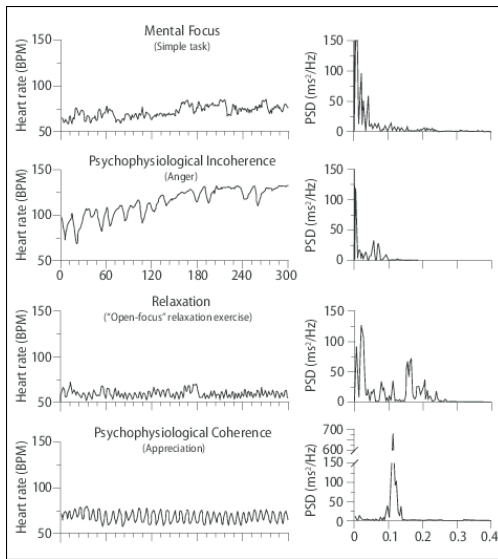 Mental Focus
(Simple task)
Heart rate (BPM)
150
100
50
PSD (ms²/Hz)
150
100
50
0
Psychophysiological Incoherence
(Anger)
Heart rate (BPM)
150
100
50
0
60
120
180
240
300
PSD (ms²/Hz)
150
100
50
0
Relaxation
("Open-focus" relaxation exercise)
Heart rate (BPM)
150
100
50
PSD (ms²/Hz)
150
100
50
0
Psychophysiological Coherence
(Appreciation)
Heart rate (BPM)
150
100
50
PSD (ms²/Hz)
700
600
150
100
50
0
0
0.1
0.2
0.3
0.4